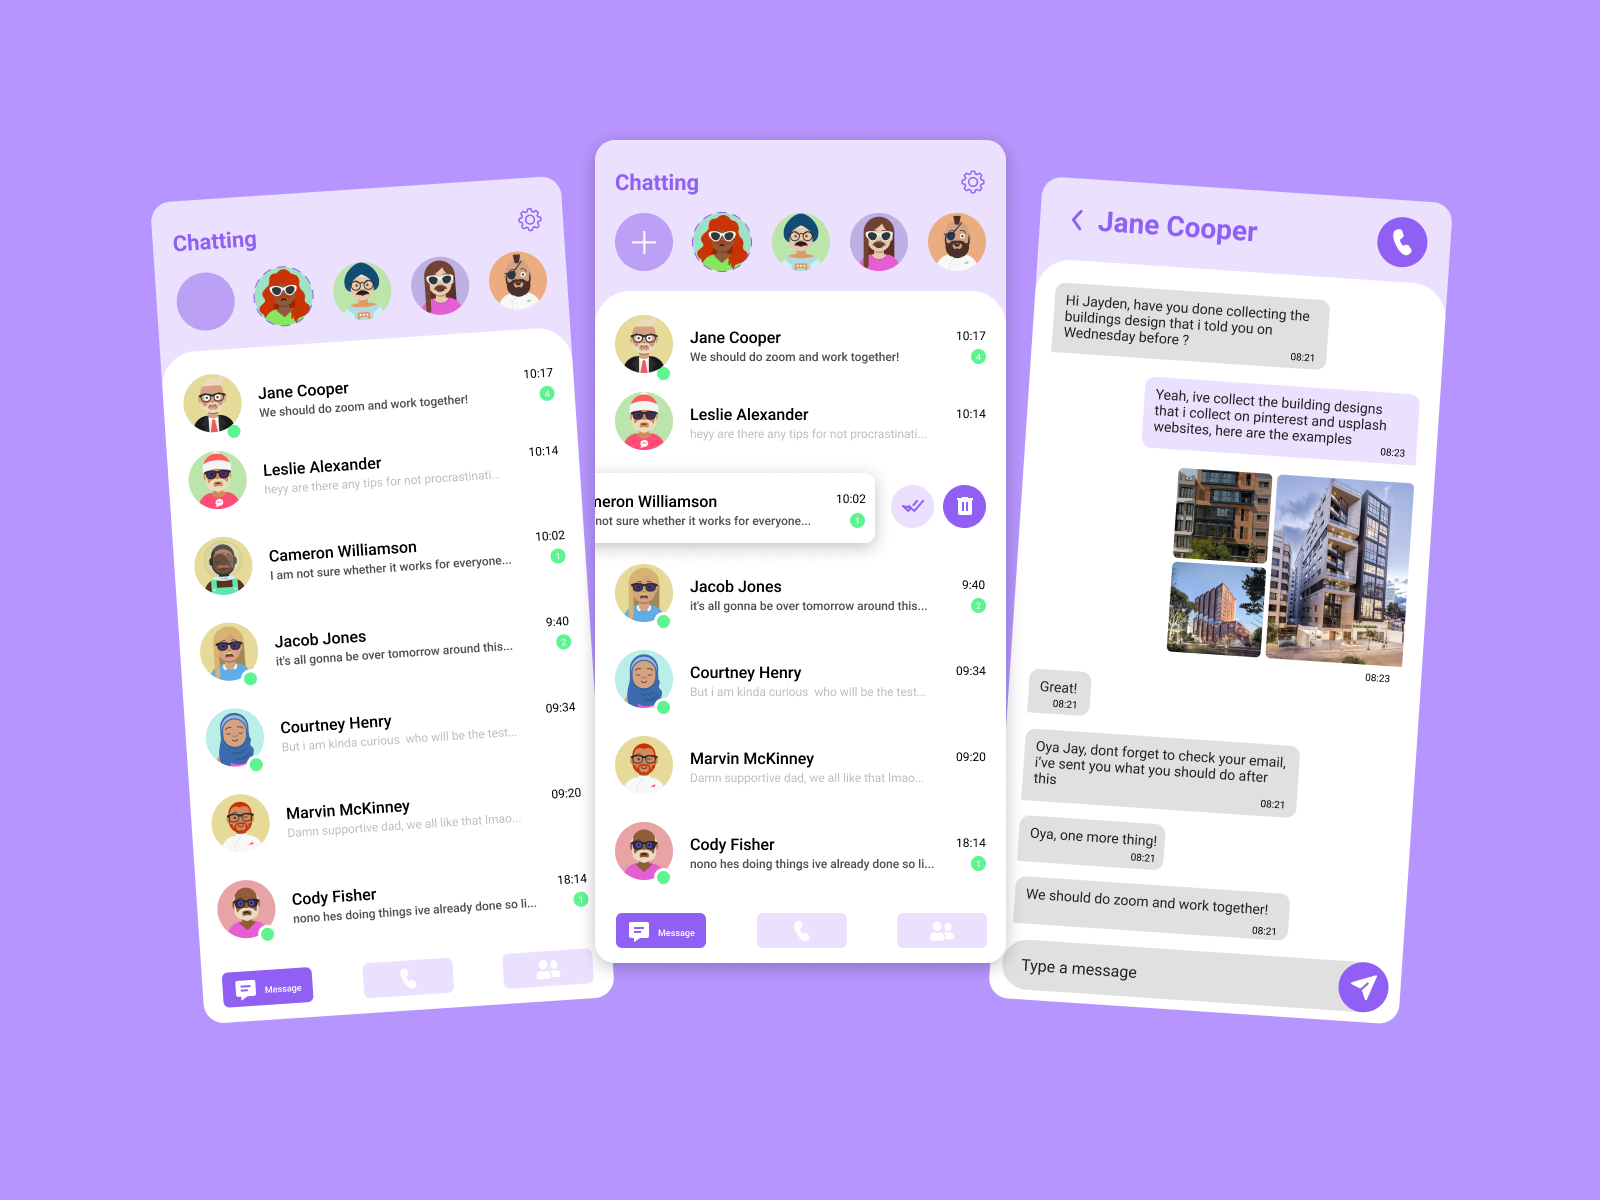 Chatting
Jane Cooper
10:17
We should do zoom and work together!
4
Leslie Alexander
10:14
heyy are there any tips for not procrastinati...
Cameron Williamson
10:02
I am not sure whether it works for everyone...
1
Jacob Jones
9:40
it's all gonna be over tomorrow around this...
2
Courtney Henry
09:34
But i am kinda curious  who will be the test...
Marvin McKinney
09:20
Damn supportive dad, we all like that lmao...
Cody Fisher
18:14
nono hes doing things ive already done so li...
1
Message
Chatting
Jane Cooper
10:17
We should do zoom and work together!
4
Leslie Alexander
10:14
heyy are there any tips for not procrastinati...
neron Williamson
10:02
not sure whether it works for everyone...
1
Jacob Jones
9:40
it's all gonna be over tomorrow around this...
2
Courtney Henry
09:34
But i am kinda curious  who will be the test...
Marvin McKinney
09:20
Damn supportive dad, we all like that lmao...
Cody Fisher
18:14
nono hes doing things ive already done so li...
1
Message
Jane Cooper
Hi Jayden, have you done collecting the
buildings design that i told you on
Wednesday before ?
08:21
Yeah, ive collect the building designs
that i collect on pinterest and usplash
websites, here are the examples
08:23
08:23
Great!
08:21
Oya Jay, dont forget to check your email,
i've sent you what you should do after
this
08:21
Oya, one more thing!
08:21
We should do zoom and work together!
08:21
Type a message